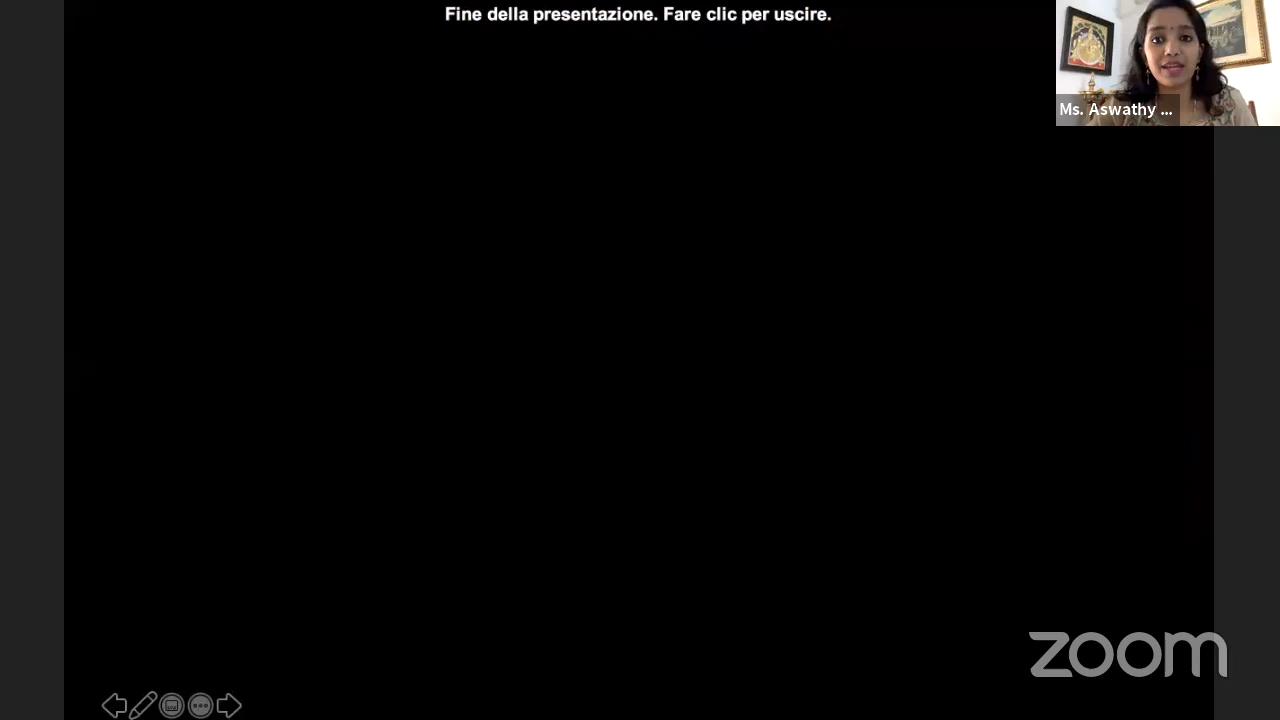 Fine della presentazione. Fare clic per uscire.
Ms. Aswathy ...
zoom